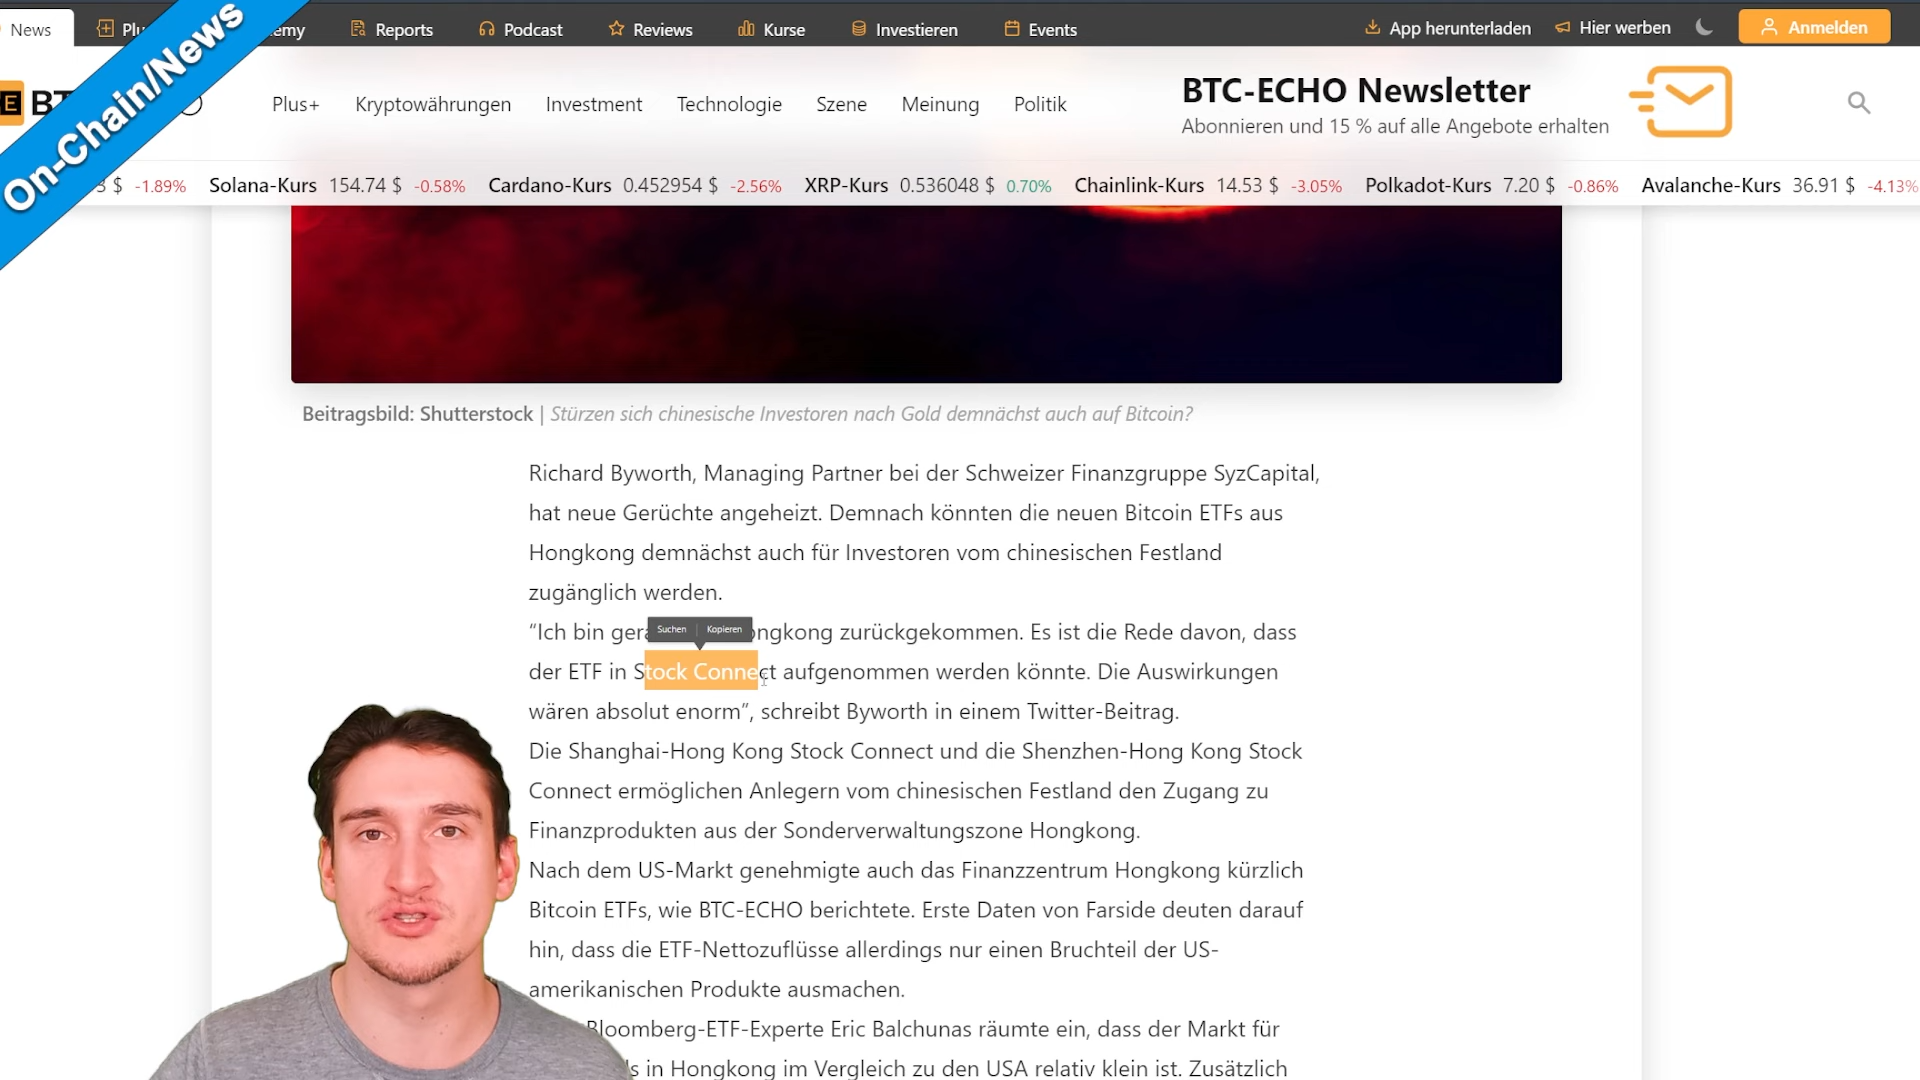 On-Chain/News
News
Reports
Podcast
Reviews
Kurse
Investieren
Events
App herunterladen
Hier werben
Anmelden
Plus+
Kryptowährungen
Investment
Technologie
Szene
Meinung
Politik
BTC-ECHO Newsletter
Abonnieren und 15 % auf alle Angebote erhalten
$ -1.89% Solana-Kurs 154.74 $ -0.58% Cardano-Kurs 0.452954 $ -2.56% XRP-Kurs 0.536048 $ 0.70% Chainlink-Kurs 14.53 $ -3.05% Polkadot-Kurs 7.20 $ -0.86% Avalanche-Kurs 36.91 $ -4.13%
Beitragsbild: Shutterstock | Stürzen sich chinesische Investoren nach Gold demnächst auch auf Bitcoin?
Richard Byworth, Managing Partner bei der Schweizer Finanzgruppe SyzCapital,
hat neue Gerüchte angeheizt. Demnach könnten die neuen Bitcoin ETFs aus
Hongkong demnächst auch für Investoren vom chinesischen Festland
zugänglich werden.
Suchen | Kopieren
“Ich bin ongkong zurückgekommen. Es ist die Rede davon, dass
der ETF in Stock Connect aufgenommen werden könnte. Die Auswirkungen
wären absolut enorm”, schreibt Byworth in einem Twitter-Beitrag.
Die Shanghai-Hong Kong Stock Connect und die Shenzhen-Hong Kong Stock
Connect ermöglichen Anlegern vom chinesischen Festland den Zugang zu
Finanzprodukten aus der Sonderverwaltungszone Hongkong.
Nach dem US-Markt genehmigte auch das Finanzzentrum Hongkong kürzlich
Bitcoin ETFs, wie BTC-ECHO berichtete. Erste Daten von Farside deuten darauf
hin, dass die ETF-Nettozuflüsse allerdings nur einen Bruchteil der US-
amerikanischen Produkte ausmachen.
Bloomberg-ETF-Experte Eric Balchunas räumte ein, dass der Markt für
in Hongkong im Vergleich zu den USA relativ klein ist. Zusätzlich